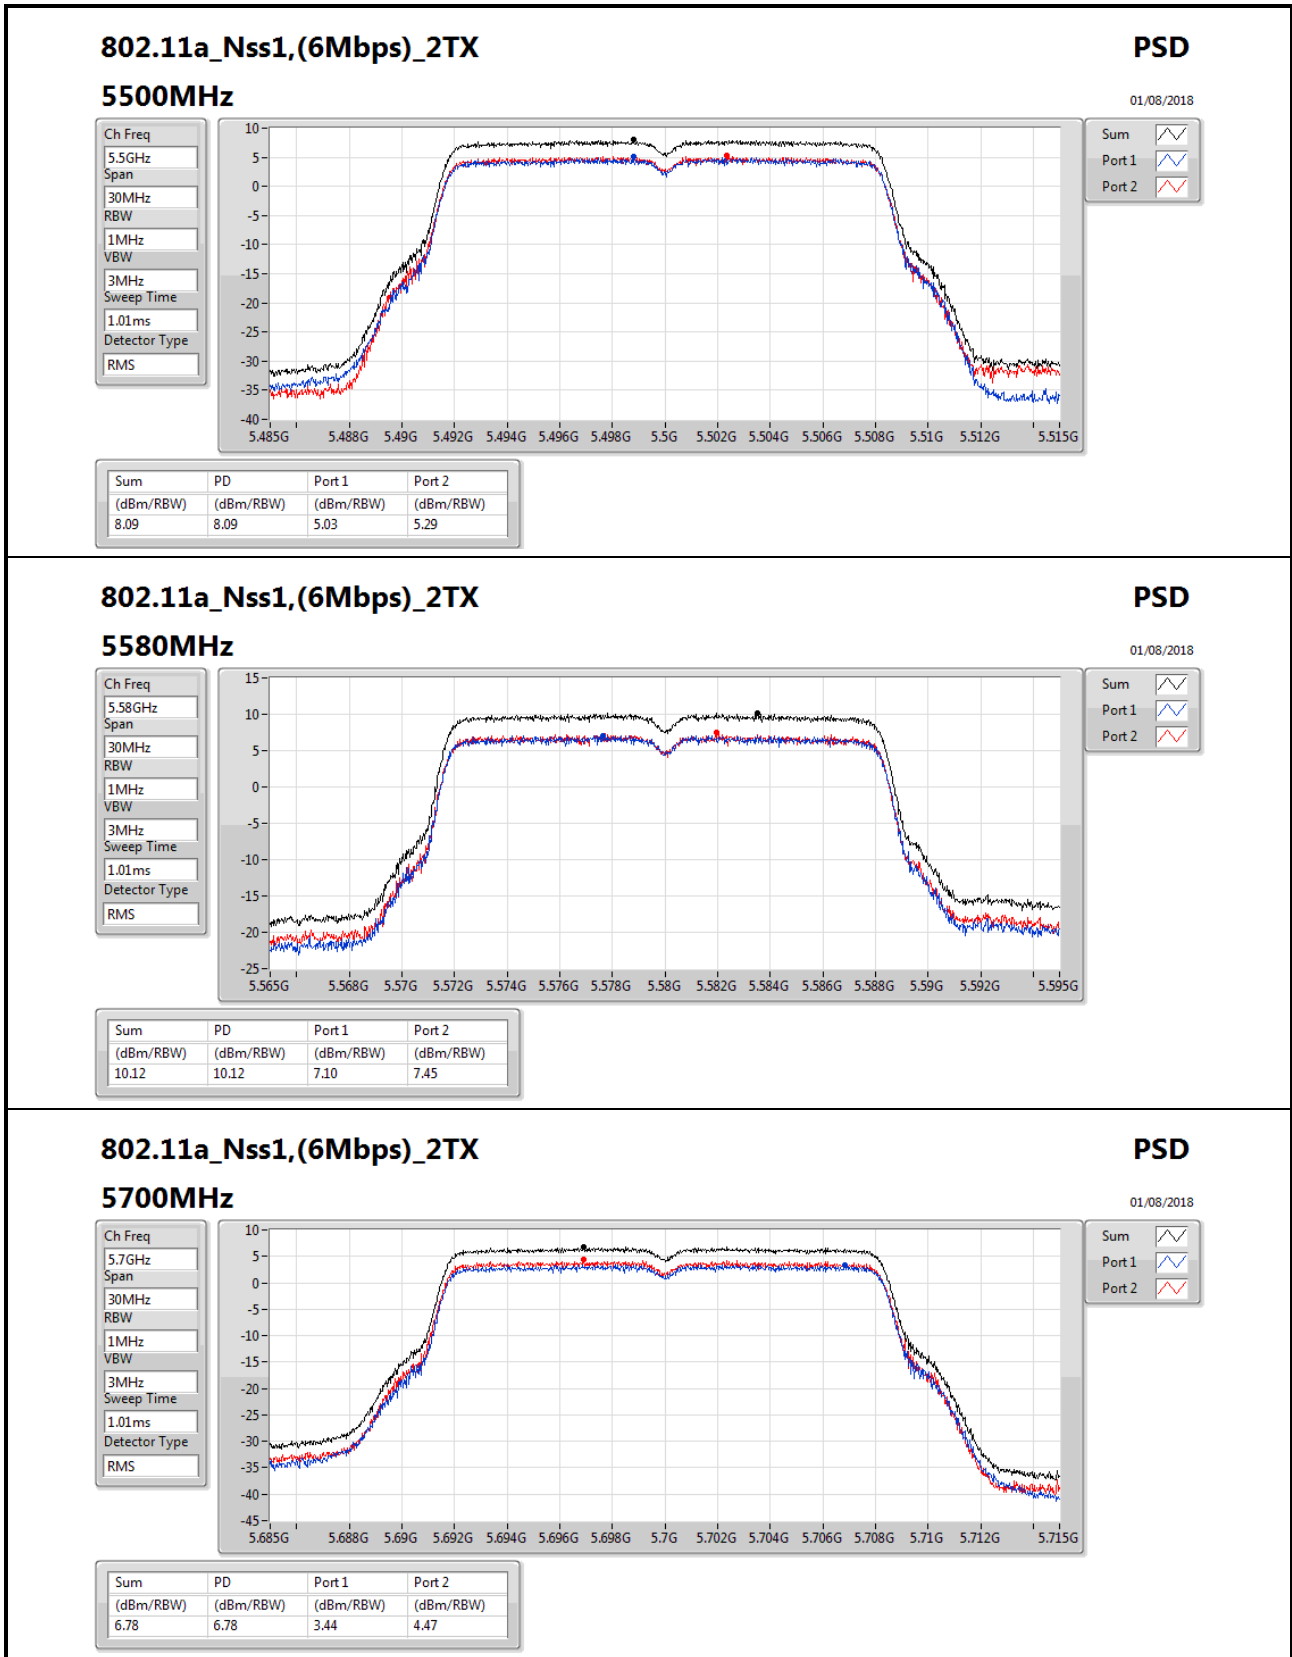 802.11a_Nss1,(6Mbps)_2TX PSD
5500MHz 01/08/2018
Ch Freq
5.5GHz
Span
30MHz
RBW
1MHz
VBW
3MHz
Sweep Time
1.01ms
Detector Type
RMS
10
5
0
-5
-10
-15
-20
-25
-30
-35
-40
5.485G 5.488G 5.49G 5.492G 5.494G 5.496G 5.498G 5.5G 5.502G 5.504G 5.506G 5.508G 5.51G 5.512G 5.515G
Sum
Port 1
Port 2
Sum PD Port 1 Port 2
(dBm/RBW) (dBm/RBW) (dBm/RBW) (dBm/RBW)
8.09 8.09 5.03 5.29
802.11a_Nss1,(6Mbps)_2TX PSD
5580MHz 01/08/2018
Ch Freq
5.58GHz
Span
30MHz
RBW
1MHz
VBW
3MHz
Sweep Time
1.01ms
Detector Type
RMS
15
10
5
0
-5
-10
-15
-20
-25
5.565G 5.568G 5.57G 5.572G 5.574G 5.576G 5.578G 5.58G 5.582G 5.584G 5.586G 5.588G 5.59G 5.592G 5.595G
Sum
Port 1
Port 2
Sum PD Port 1 Port 2
(dBm/RBW) (dBm/RBW) (dBm/RBW) (dBm/RBW)
10.12 10.12 7.10 7.45
802.11a_Nss1,(6Mbps)_2TX PSD
5700MHz 01/08/2018
Ch Freq
5.7GHz
Span
30MHz
RBW
1MHz
VBW
3MHz
Sweep Time
1.01ms
Detector Type
RMS
10
5
0
-5
-10
-15
-20
-25
-30
-35
-40
-45
5.685G 5.688G 5.69G 5.692G 5.694G 5.696G 5.698G 5.7G 5.702G 5.704G 5.706G 5.708G 5.71G 5.712G 5.715G
Sum
Port 1
Port 2
Sum PD Port 1 Port 2
(dBm/RBW) (dBm/RBW) (dBm/RBW) (dBm/RBW)
6.78 6.78 3.44 4.47